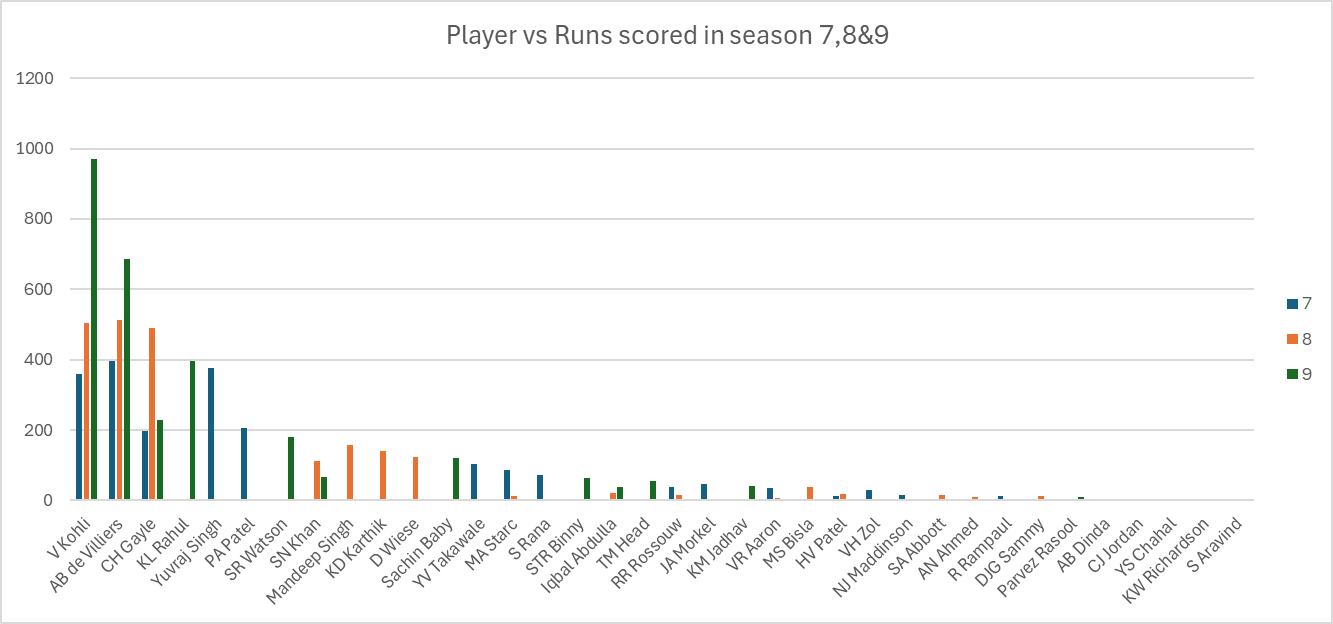 Player vs Runs scored in season 7,8&9
1200
1000
800
600
400
200
0
V Kohli
AB de Villiers
CH Gayle
KL Rahul
Yuvraj Singh
PA Patel
SR Watson
SN Khan
Mandeep Singh
KD Karthik
D Wiese
Sachin Baby
YV Takawale
MA Starc
S Rana
STR Binny
Iqbal Abdulla
TM Head
RR Rossouw
JA Morkel
KM Jadhav
VR Aaron
MS Bisla
HV Patel
VH Zol
NJ Maddinson
SA Abbott
AN Ahmed
R Rampaul
DJG Sammy
Parvez Rasool
AB Dinda
CJ Jordan
YS Chahal
KW Richardson
S Aravind
7
8
9